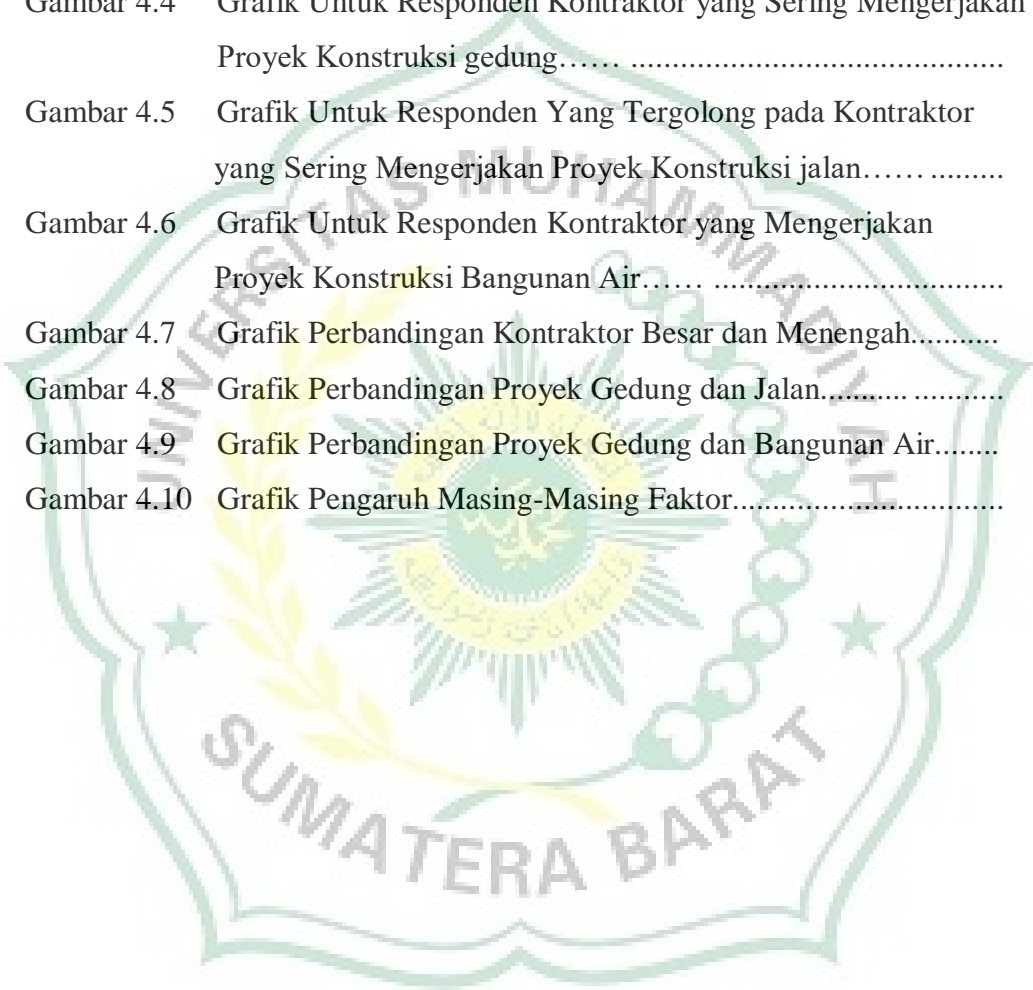 Gambar 4.4 Grafik Untuk Responden Kontraktor yang Sering Mengerjakan
Proyek Konstruksi gedung…… ............................................
Gambar 4.5 Grafik Untuk Responden Yang Tergolong pada Kontraktor
yang Sering Mengerjakan Proyek Konstruksi jalan…… .........
Gambar 4.6 Grafik Untuk Responden Kontraktor yang Mengerjakan
Proyek Konstruksi Bangunan Air…… ..................................
Gambar 4.7 Grafik Perbandingan Kontraktor Besar dan Menengah...........
Gambar 4.8 Grafik Perbandingan Proyek Gedung dan Jalan.......... ...........
Gambar 4.9 Grafik Perbandingan Proyek Gedung dan Bangunan Air........
Gambar 4.10 Grafik Pengaruh Masing-Masing Faktor................................
UNIVERSITAS MUHAMMADIYAH
SUMATERA BARAT